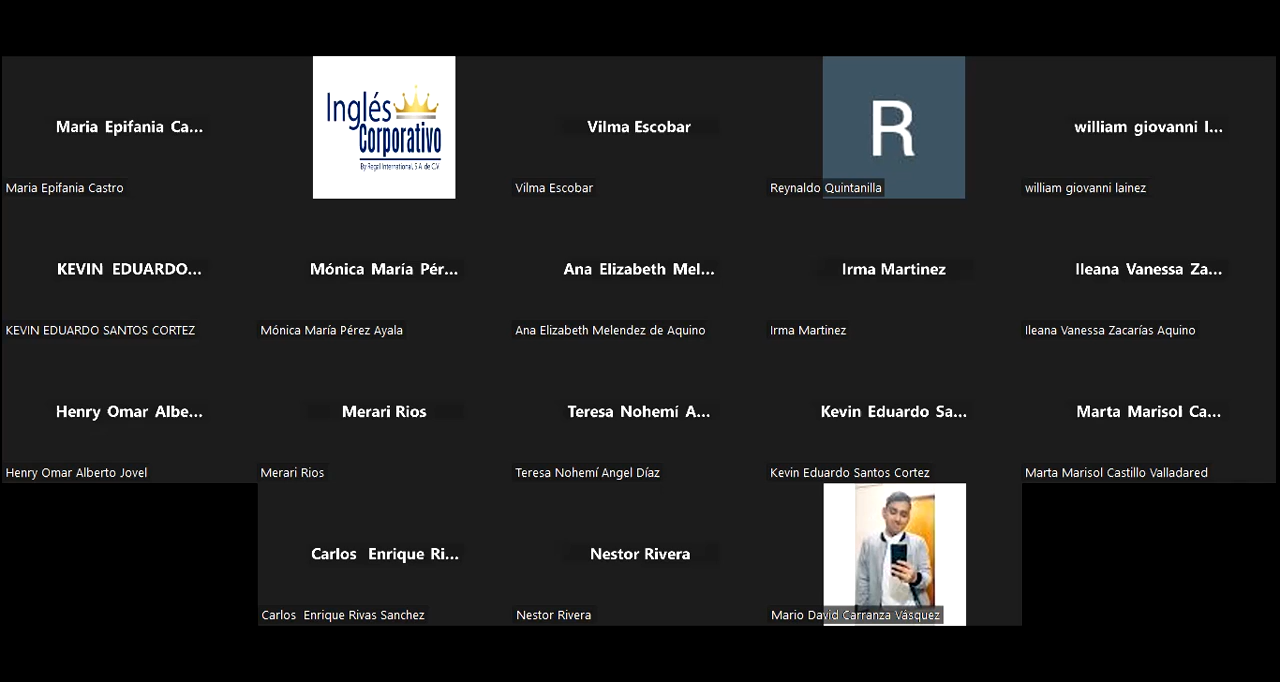 Maria Epifania Ca...
Maria Epifania Castro
Inglés
Corporativo
By Regall International, S.A. de C.V.
Vilma Escobar
Vilma Escobar
R
Reynaldo Quintanilla
william giovanni l...
william giovanni lainez
KEVIN EDUARDO...
KEVIN EDUARDO SANTOS CORTEZ
Mónica María Pér...
Mónica María Pérez Ayala
Ana Elizabeth Mel...
Ana Elizabeth Melendez de Aquino
Irma Martinez
Irma Martinez
Ileana Vanessa Za...
Ileana Vanessa Zacarías Aquino
Henry Omar Albe...
Henry Omar Alberto Jovel
Merari Rios
Merari Rios
Teresa Nohemí A...
Teresa Nohemí Angel Díaz
Kevin Eduardo Sa...
Kevin Eduardo Santos Cortez
Marta Marisol Ca...
Marta Marisol Castillo Valladared
Carlos Enrique Ri...
Carlos Enrique Rivas Sanchez
Nestor Rivera
Nestor Rivera
Mario David Carranza Vásquez